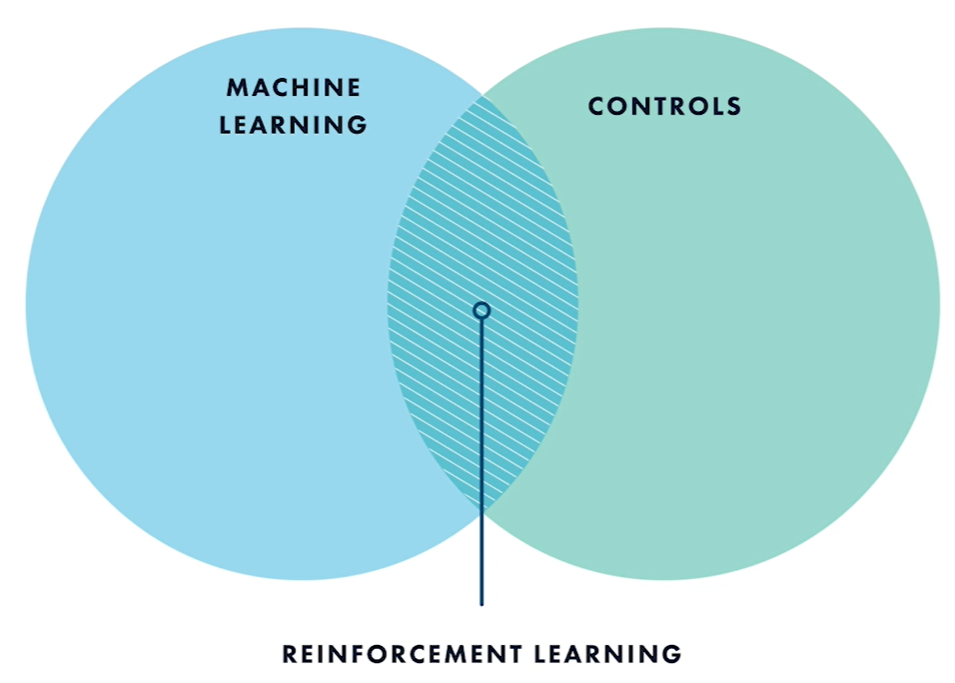 MACHINE
LEARNING
CONTROLS
REINFORCEMENT LEARNING